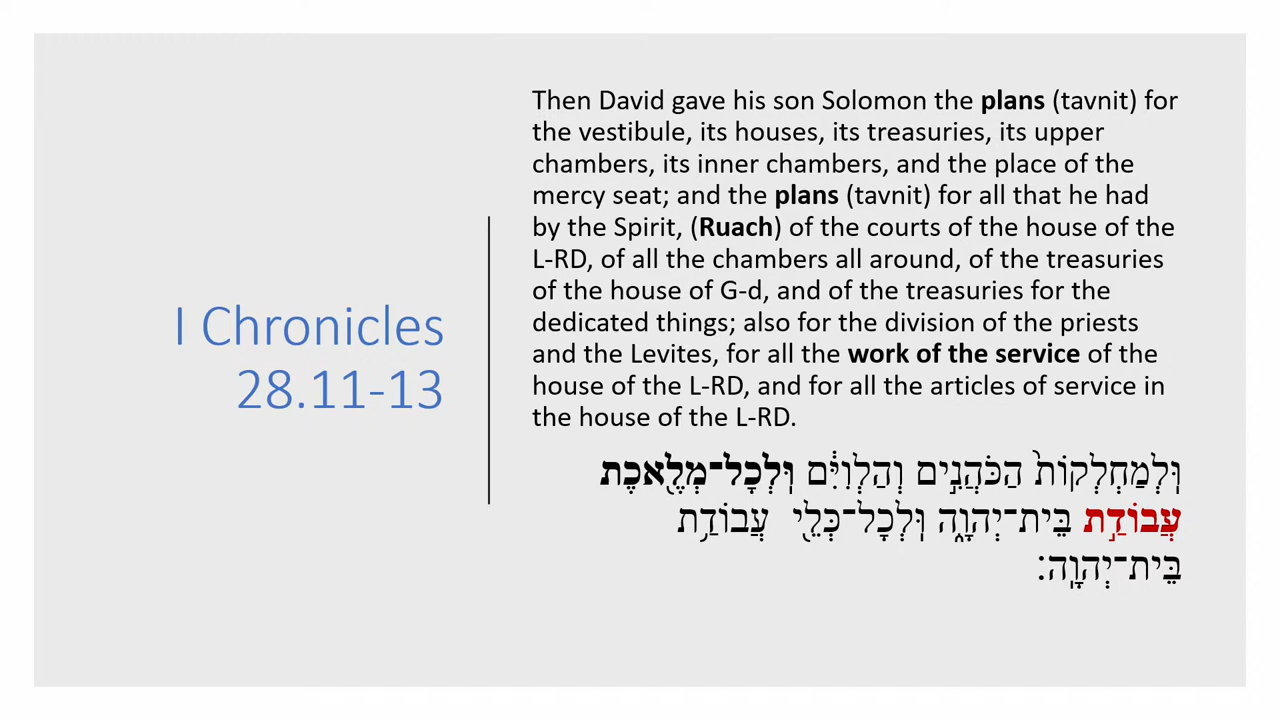 I Chronicles
28.11-13
Then David gave his son Solomon the plans (tavnit) for
the vestibule, its houses, its treasuries, its upper
chambers, its inner chambers, and the place of the
mercy seat; and the plans (tavnit) for all that he had
by the Spirit, (Ruach) of the courts of the house of the
L-RD, of all the chambers all around, of the treasuries
of the house of G-d, and of the treasuries for the
dedicated things; also for the division of the priests
and the Levites, for all the work of the service of the
house of the L-RD, and for all the articles of service in
the house of the L-RD.
וּֽלְמַחְלְקוֹת֙ הַכֹּהֲנִ֣ים וְהַלְוִיִּ֔ם וּֽלְכׇל־מְלֶ֖אכֶת
עֲבוֹדַ֣ת בֵּית־יְהֹוָ֑ה וּֽלְכׇל־כְּלֵ֖י עֲבוֹדַ֥ת
בֵּית־יְהֹוָֽה׃